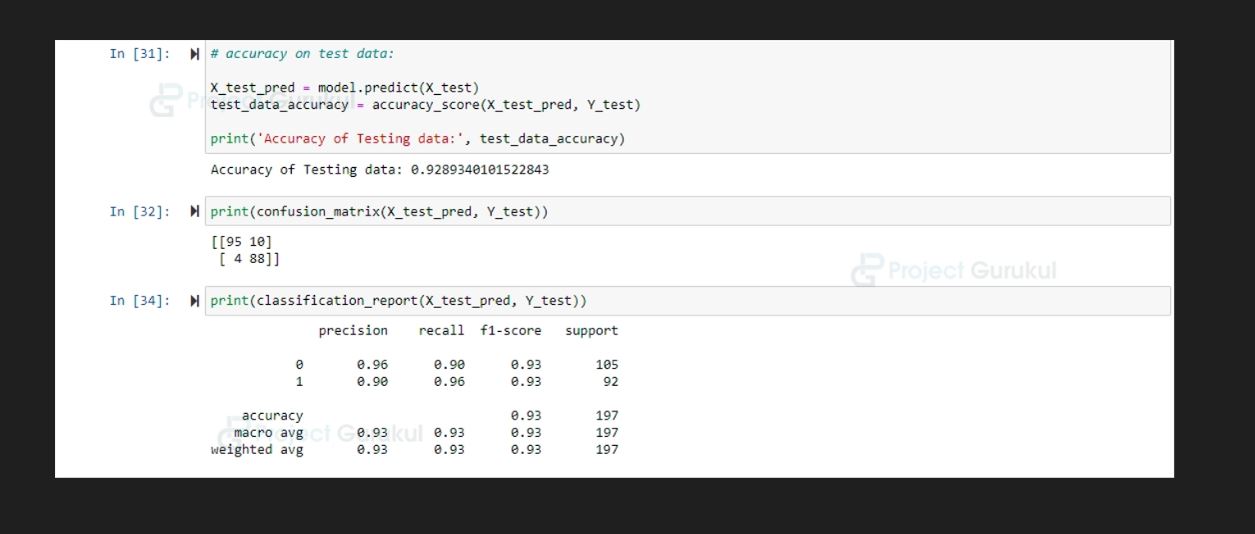 In [31]: # accuracy on test data:
X_test_pred = model.predict(X_test)
test_data_accuracy = accuracy_score(X_test_pred, Y_test)
print('Accuracy of Testing data:', test_data_accuracy)
Accuracy of Testing data: 0.9289340101522843
In [32]: print(confusion_matrix(X_test_pred, Y_test))
[[95 10]
[ 4 88]]
Project Gurukul
In [34]: print(classification_report(X_test_pred, Y_test))
precision recall f1-score support
0 0.96 0.90 0.93 105
1 0.90 0.96 0.93 92
accuracy 0.93 197
macro avg 0.93 0.93 0.93 197
weighted avg 0.93 0.93 0.93 197